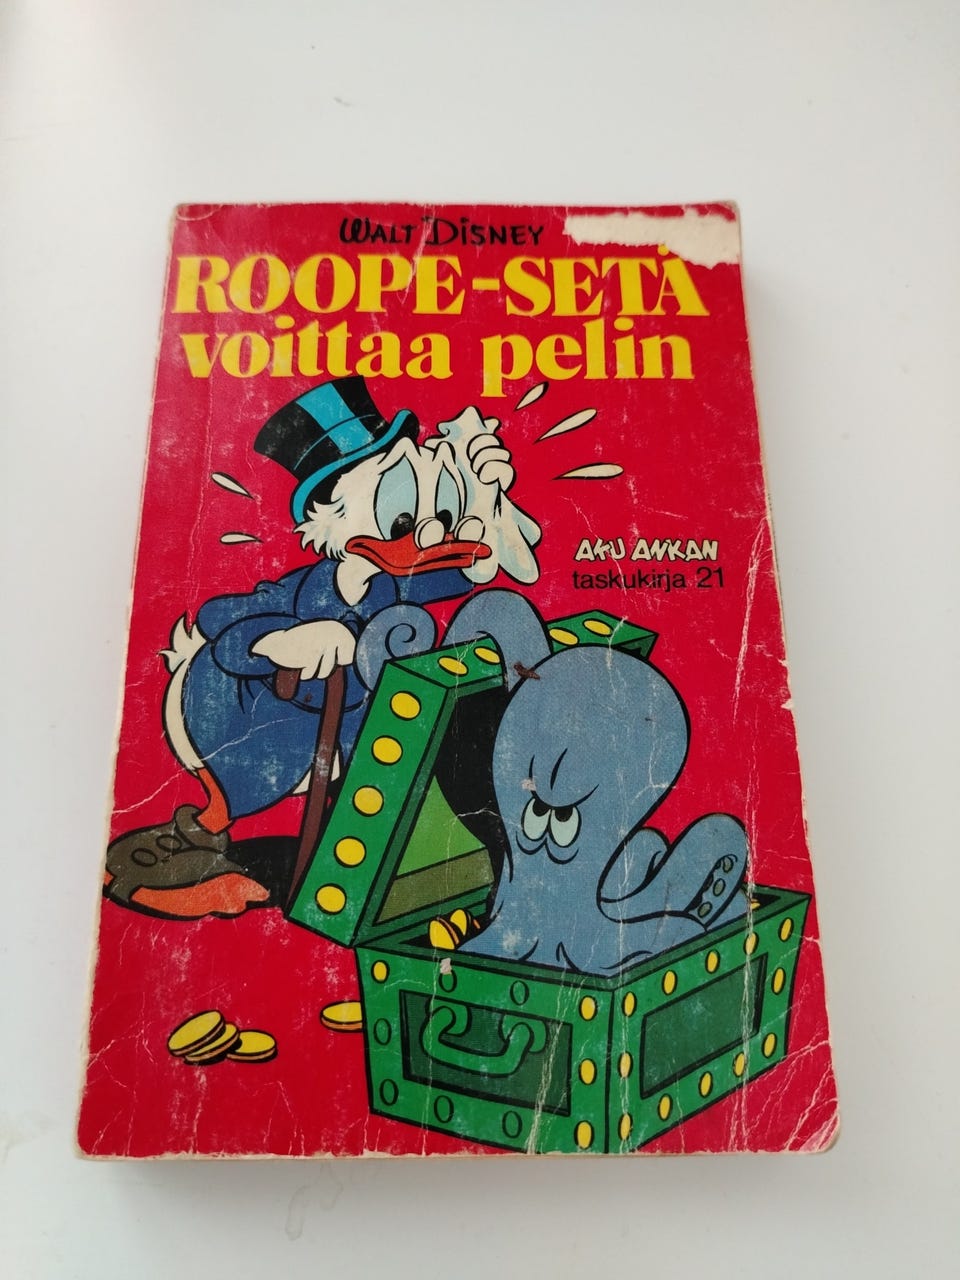 WALT DISNEY
ROOPE-SETÄ
voittaa pelin
AKU ANKAN
taskukirja 21